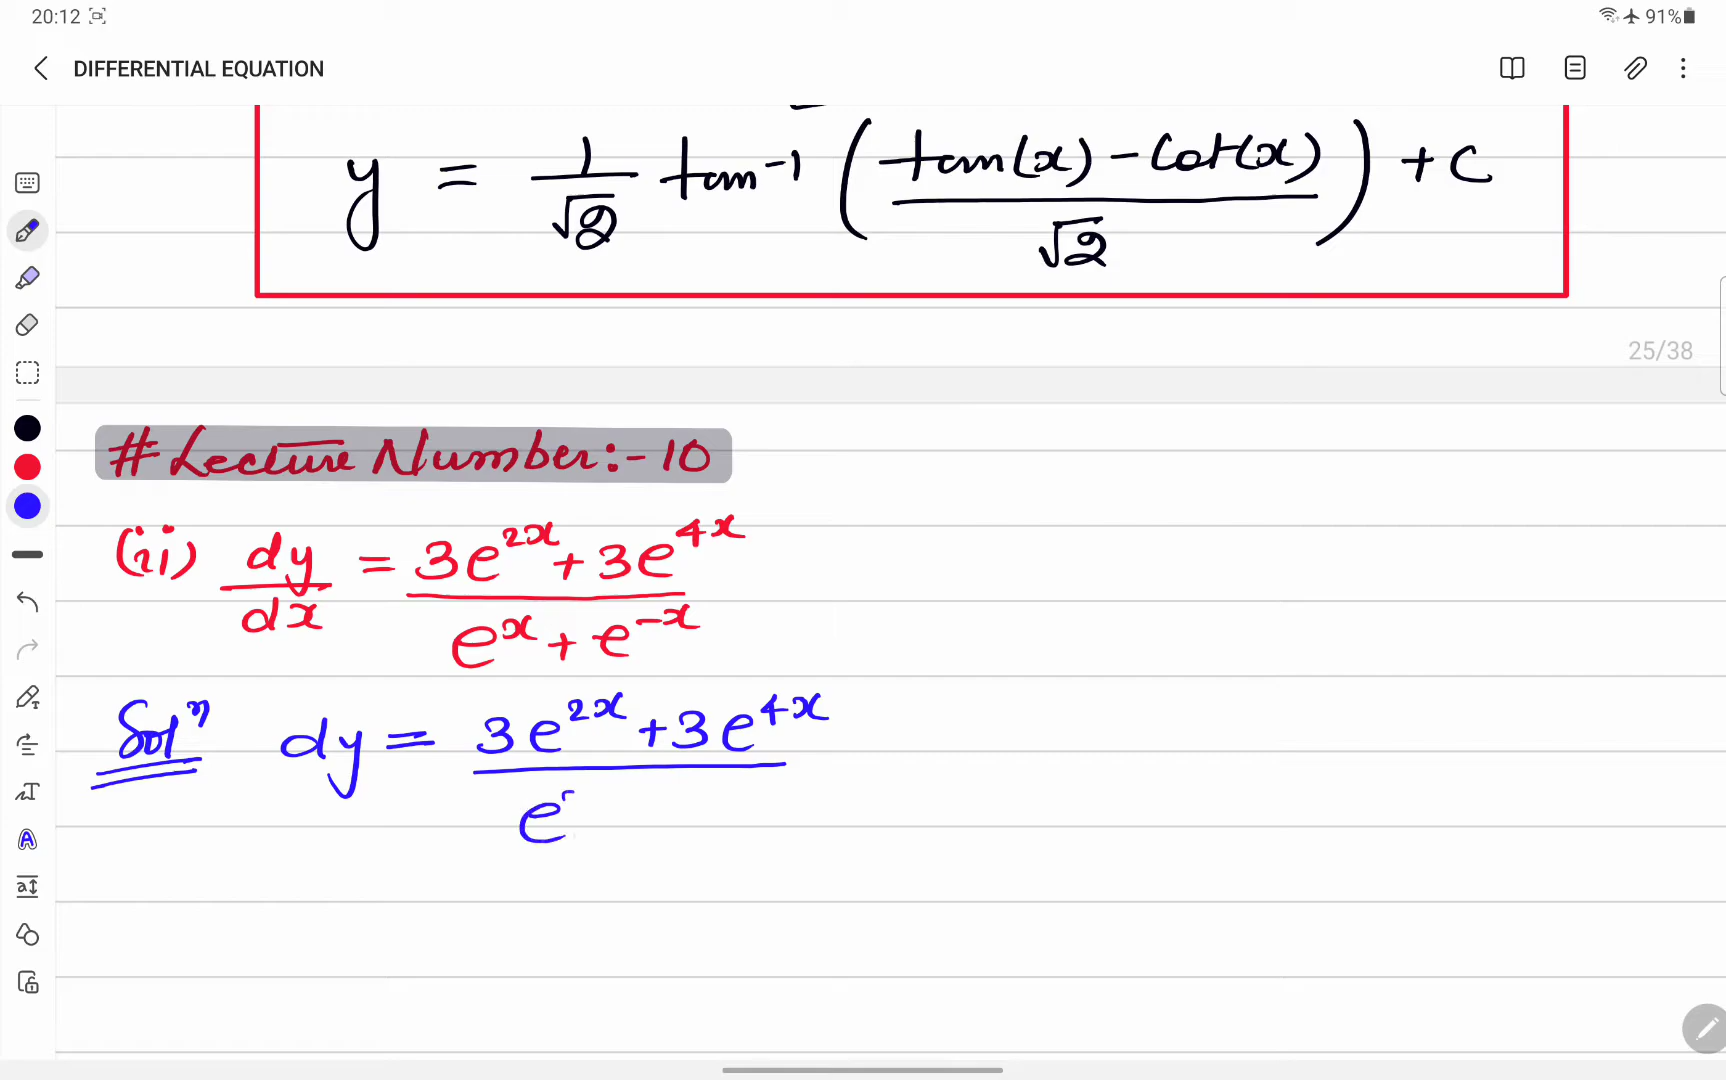 20:12 91%
DIFFERENTIAL EQUATION
y = 1/√2 tan⁻¹ ( (tan(x) - cot(x))/√2 ) + c
25/38
# Lecture Number:- 10
(ii) dy/dx = (3e^2x + 3e^4x)/(e^x + e^-x)
Solⁿ dy = (3e^2x + 3e^4x)/e